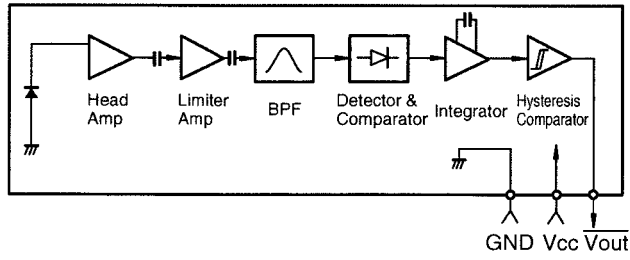 Head
Amp
Limiter
Amp
BPF
Detector &
Comparator
Integrator
Hysteresis
Comparator
GND Vcc Vout